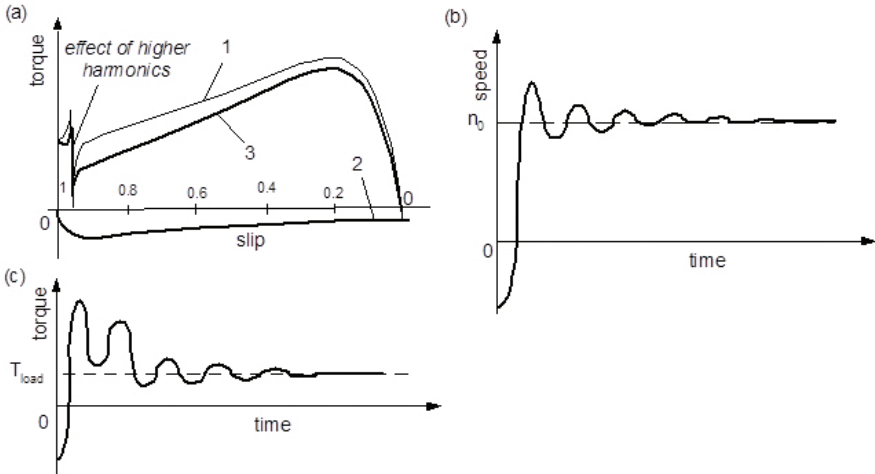 (a)
torque
effect of higher
harmonics
1
3
2
1
0.8
0.6
0.4
0.2
0
0
slip
(b)
speed
n₀
0
time
(c)
torque
T_load
0
time